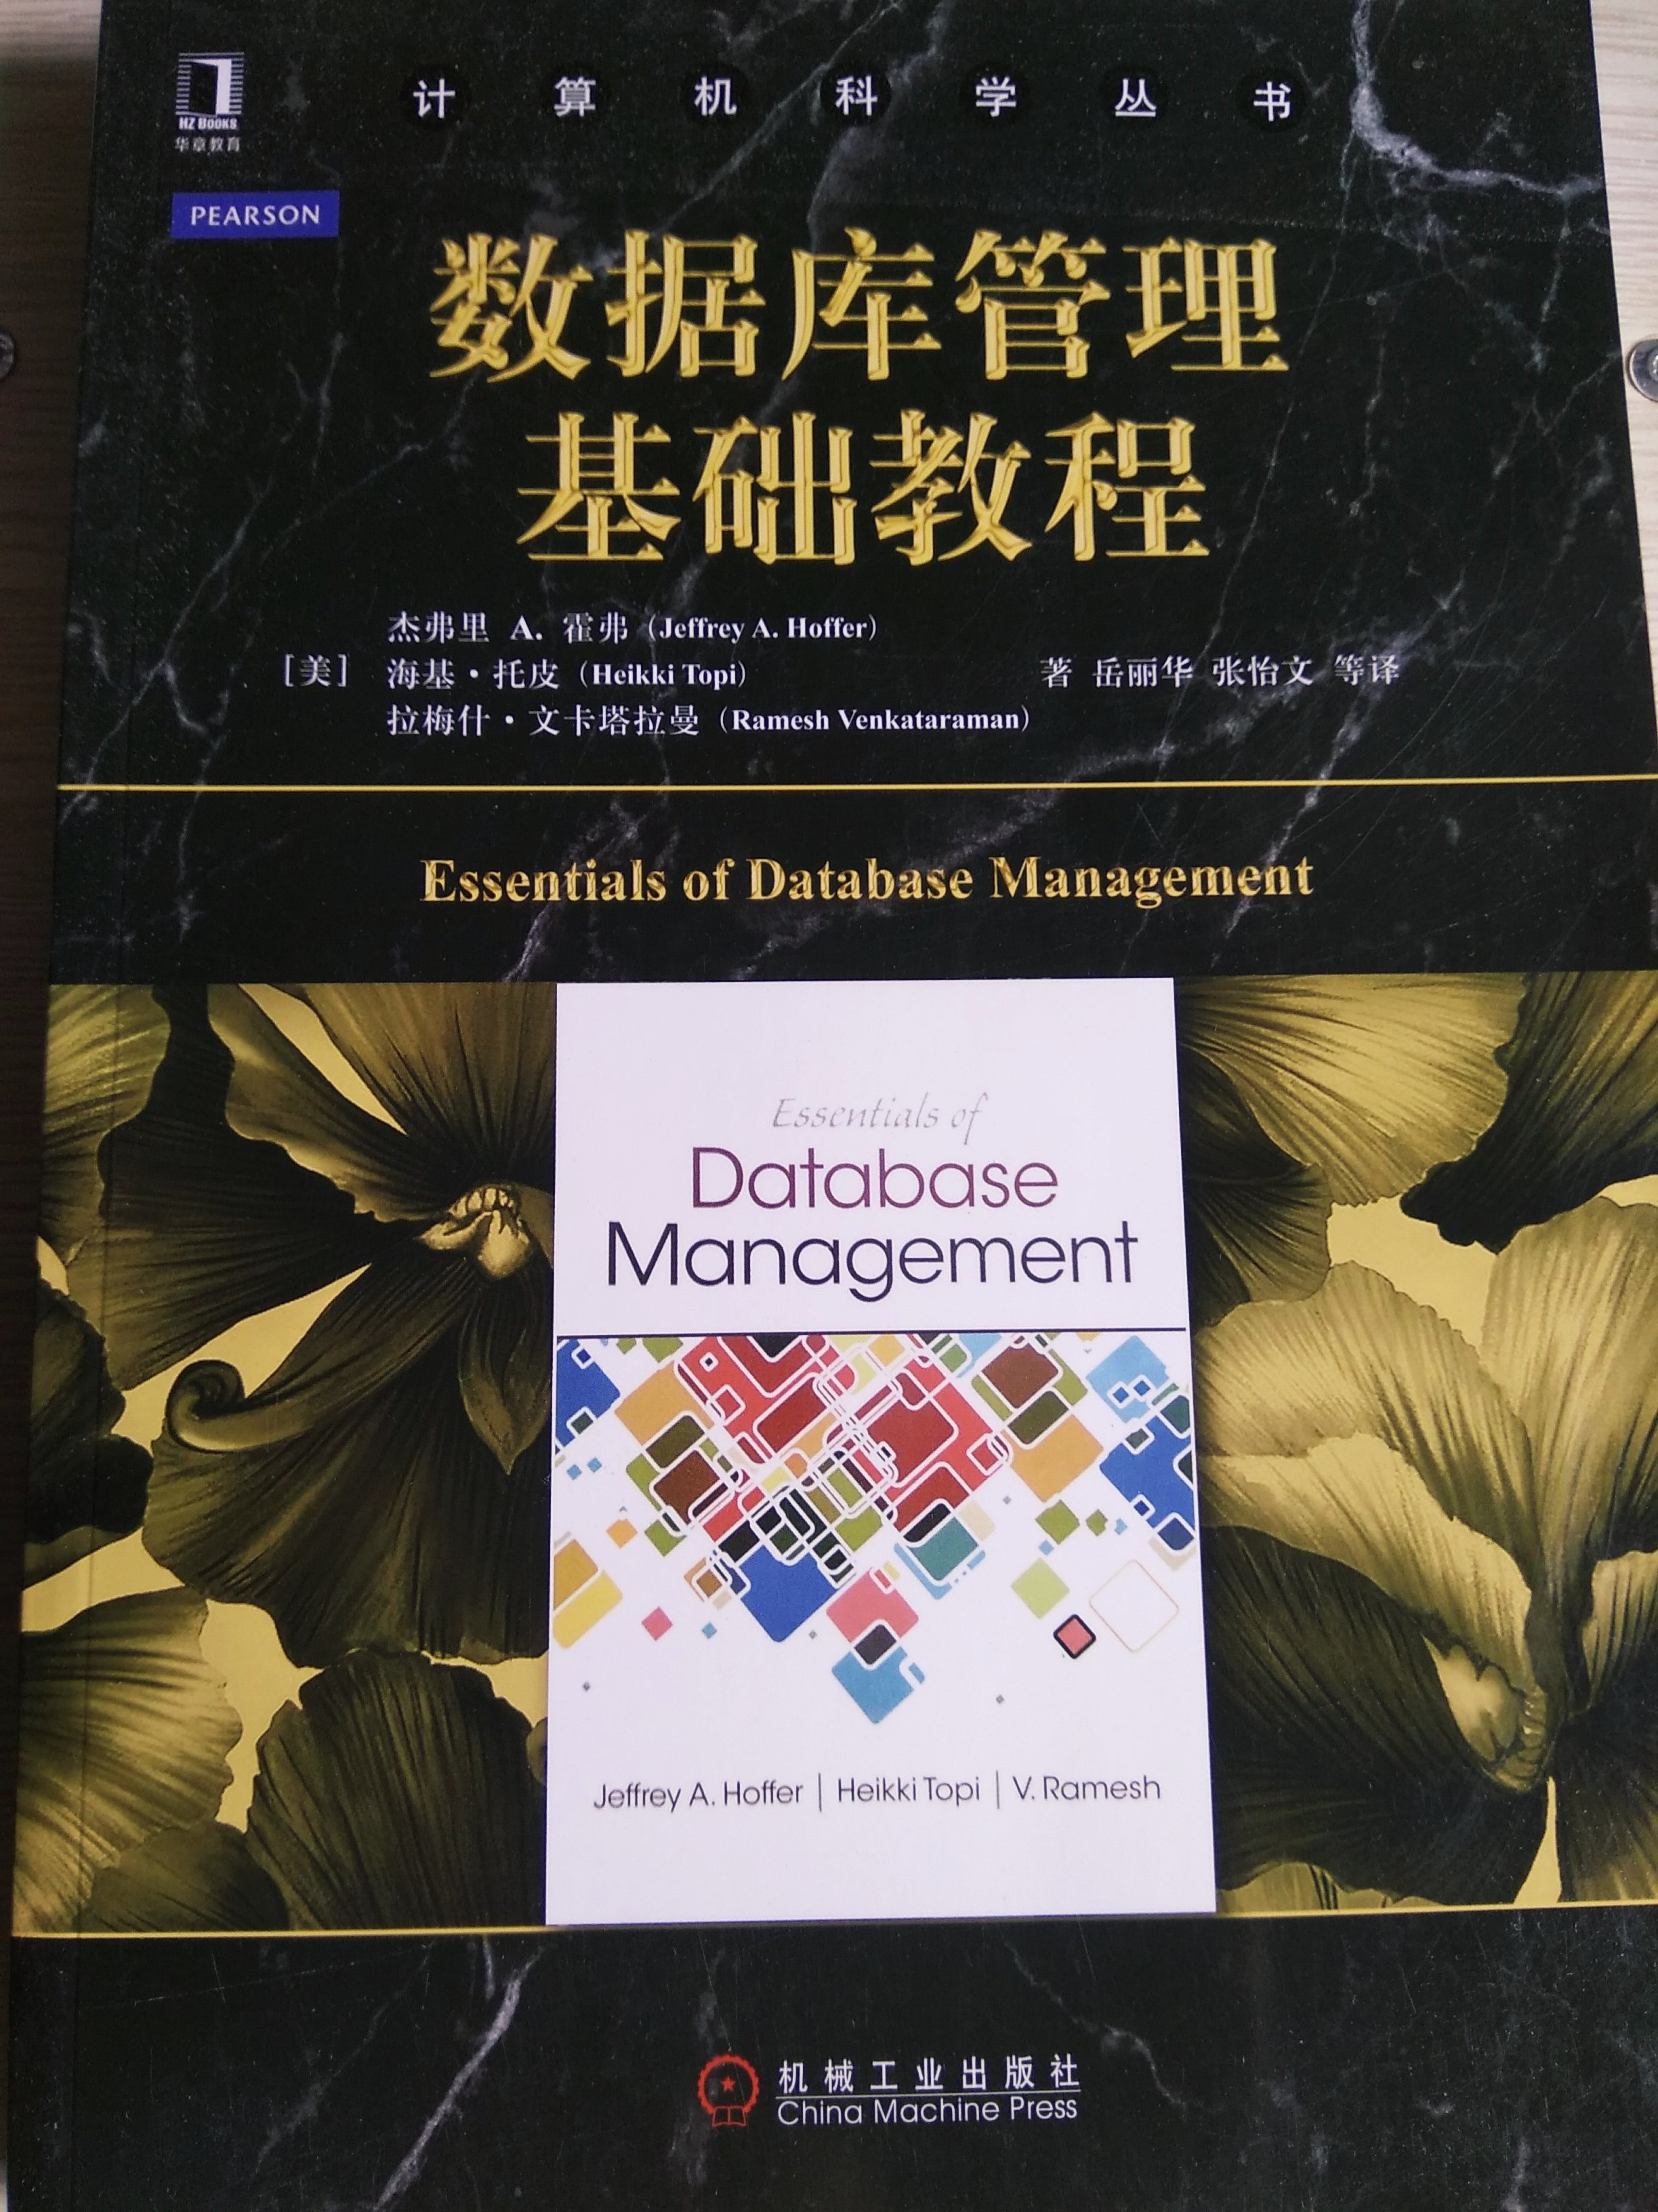 HZ BOOKS
华章教育
计算机科学丛书
PEARSON
数据库管理
基础教程
杰弗里 A. 霍弗（Jeffrey A. Hoffer）
［美］ 海基·托皮（Heikki Topi） 著 岳丽华 张怡文 等译
拉梅什·文卡塔拉曼（Ramesh Venkataraman）
Essentials of Database Management
Essentials of
Database
Management
Jeffrey A. Hoffer | Heikki Topi | V. Ramesh
机械工业出版社
China Machine Press